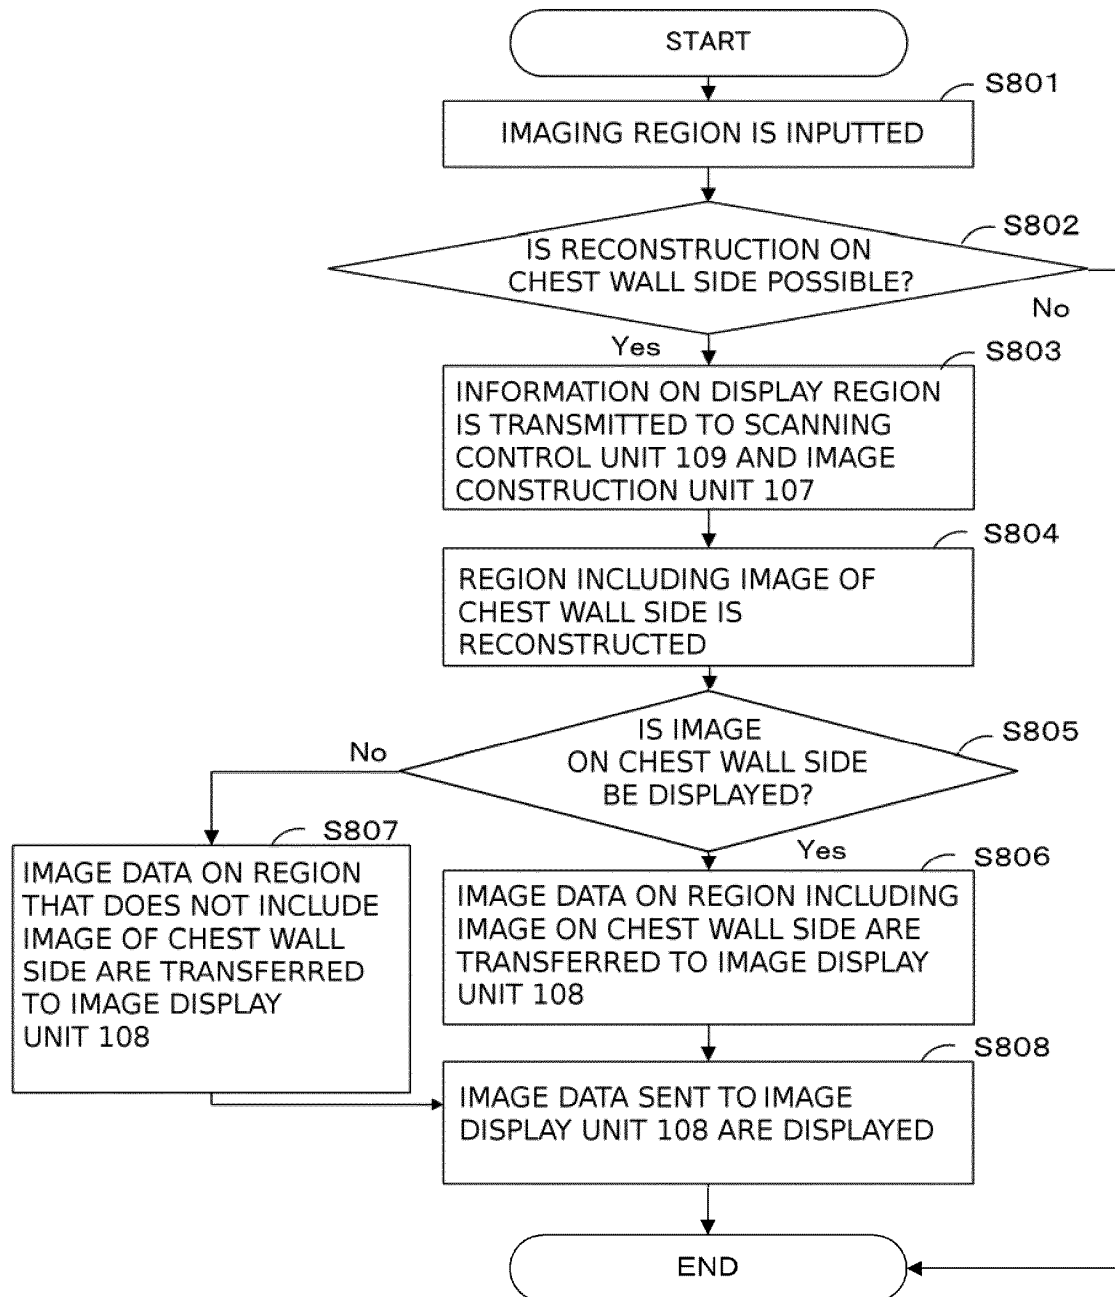 START
S801
IMAGING REGION IS INPUTTED
S802
IS RECONSTRUCTION ON
CHEST WALL SIDE POSSIBLE?
No
Yes
S803
INFORMATION ON DISPLAY REGION
IS TRANSMITTED TO SCANNING
CONTROL UNIT 109 AND IMAGE
CONSTRUCTION UNIT 107
S804
REGION INCLUDING IMAGE OF
CHEST WALL SIDE IS
RECONSTRUCTED
S805
IS IMAGE
ON CHEST WALL SIDE
BE DISPLAYED?
No
Yes
S807
IMAGE DATA ON REGION
THAT DOES NOT INCLUDE
IMAGE OF CHEST WALL
SIDE ARE TRANSFERRED
TO IMAGE DISPLAY
UNIT 108
S806
IMAGE DATA ON REGION INCLUDING
IMAGE ON CHEST WALL SIDE ARE
TRANSFERRED TO IMAGE DISPLAY
UNIT 108
S808
IMAGE DATA SENT TO IMAGE
DISPLAY UNIT 108 ARE DISPLAYED
END